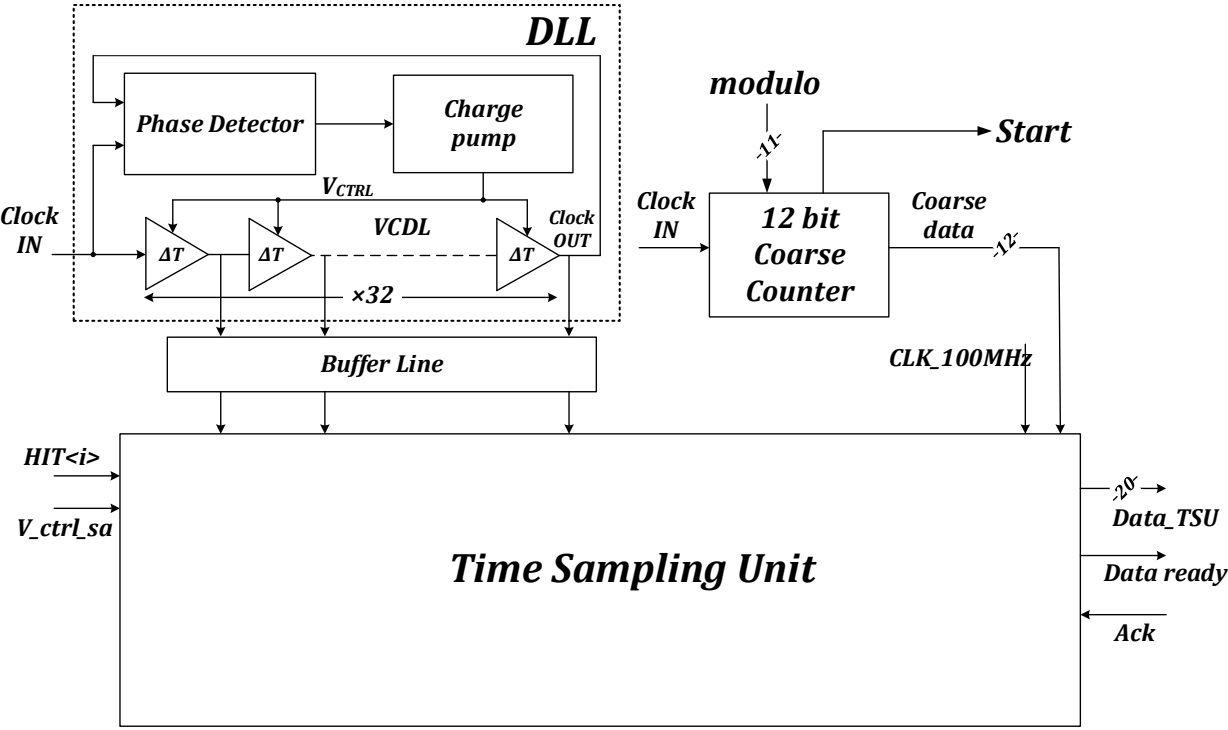 DLL
Phase Detector
Charge
pump
VCTRL
Clock
IN
ΔT
ΔT
VCDL
ΔT
Clock
OUT
×32
Buffer Line
modulo
-11-
Start
Clock
IN
12 bit
Coarse
Counter
Coarse
data
-12-
CLK_100MHz
HIT<i>
V_ctrl_sa
Time Sampling Unit
-20-
Data_TSU
Data ready
Ack